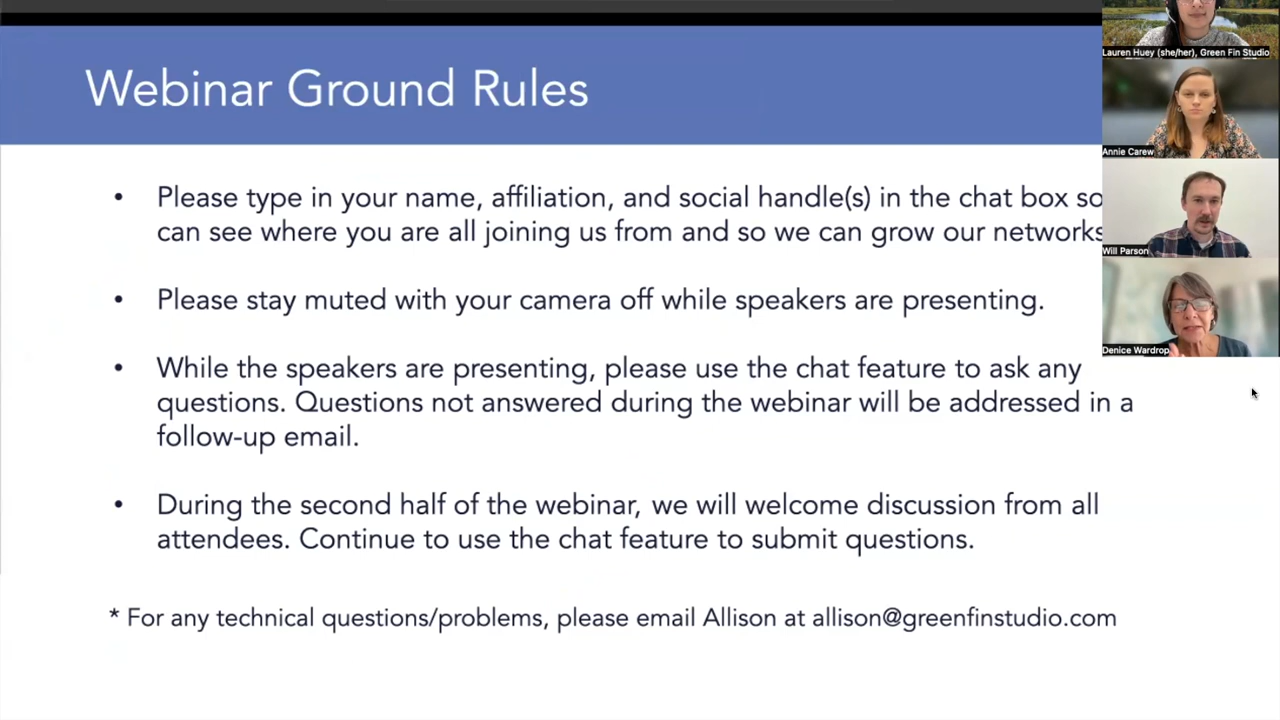 Webinar Ground Rules
• Please type in your name, affiliation, and social handle(s) in the chat box so
can see where you are all joining us from and so we can grow our networks
• Please stay muted with your camera off while speakers are presenting.
• While the speakers are presenting, please use the chat feature to ask any
questions. Questions not answered during the webinar will be addressed in a
follow-up email.
• During the second half of the webinar, we will welcome discussion from all
attendees. Continue to use the chat feature to submit questions.
* For any technical questions/problems, please email Allison at allison@greenfinstudio.com
Lauren Huey (she/her), Green Fin Studio
Annie Carew
Will Parson
Denice Wardrop